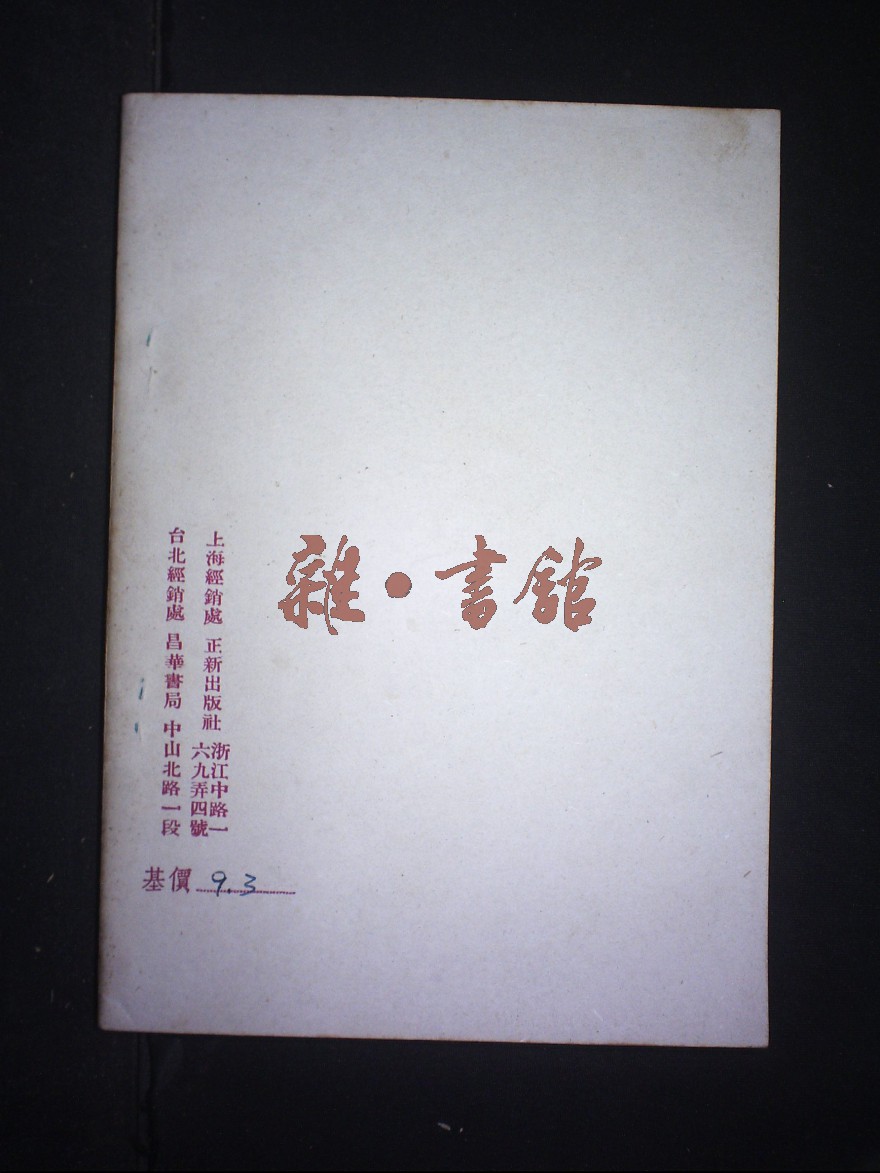 雜·書館
上海經銷處 正新出版社 浙江中路一
六九弄四號
台北經銷處 昌華書局 中山北路一段
基價 9.3